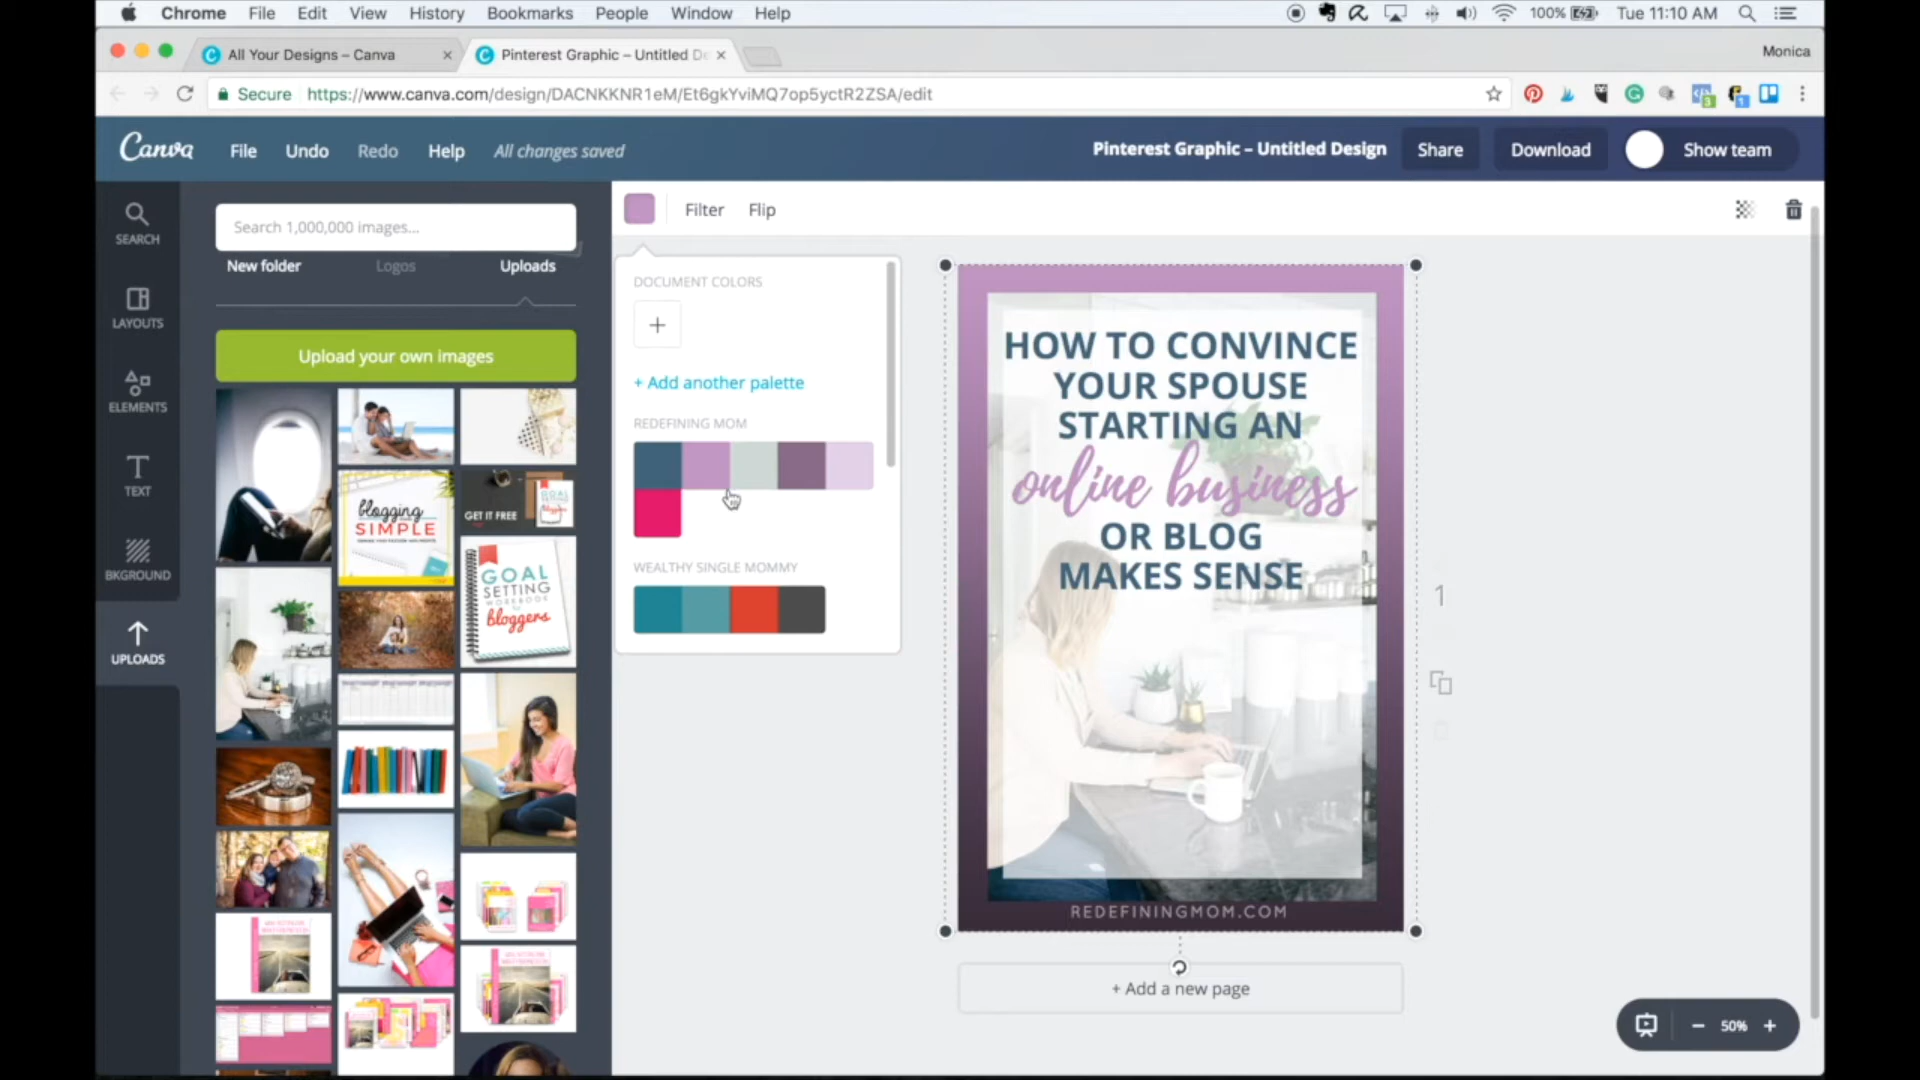 Chrome File Edit View History Bookmarks People Window Help 100% Tue 11:10 AM
All Your Designs – Canva Pinterest Graphic – Untitled De Monica
Secure https://www.canva.com/design/DACNKKNR1eM/Et6gkYviMQ7op5yctR2ZSA/edit
Canva File Undo Redo Help All changes saved Pinterest Graphic – Untitled Design Share Download Show team
SEARCH
LAYOUTS
ELEMENTS
TEXT
BKGROUND
UPLOADS
Search 1,000,000 images...
New folder Logos Uploads
Upload your own images
blogging
SIMPLE
GET IT FREE
GOAL
SETTING
WORKBOOK
for
bloggers
Filter Flip
DOCUMENT COLORS
+
+ Add another palette
REDEFINING MOM
WEALTHY SINGLE MOMMY
HOW TO CONVINCE
YOUR SPOUSE
STARTING AN
online business
OR BLOG
MAKES SENSE
REDEFININGMOM.COM
1
+ Add a new page
50%